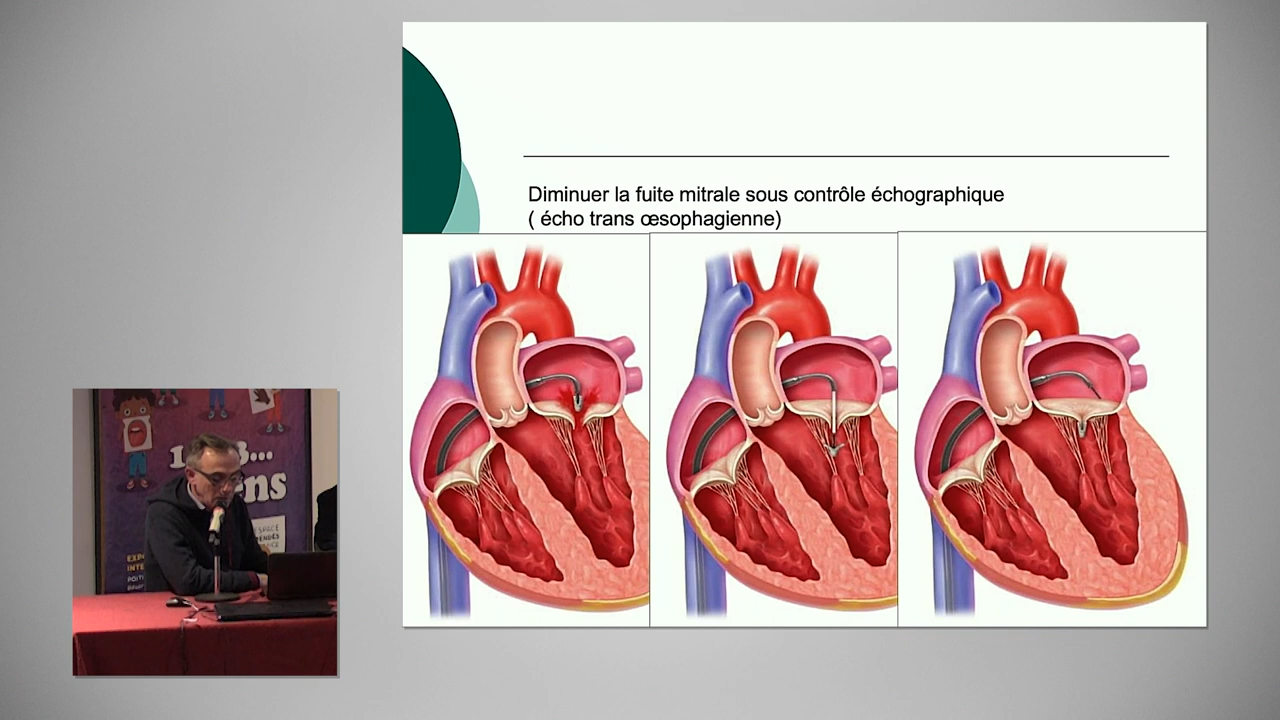 Diminuer la fuite mitrale sous contrôle échographique
( écho trans œsophagienne)